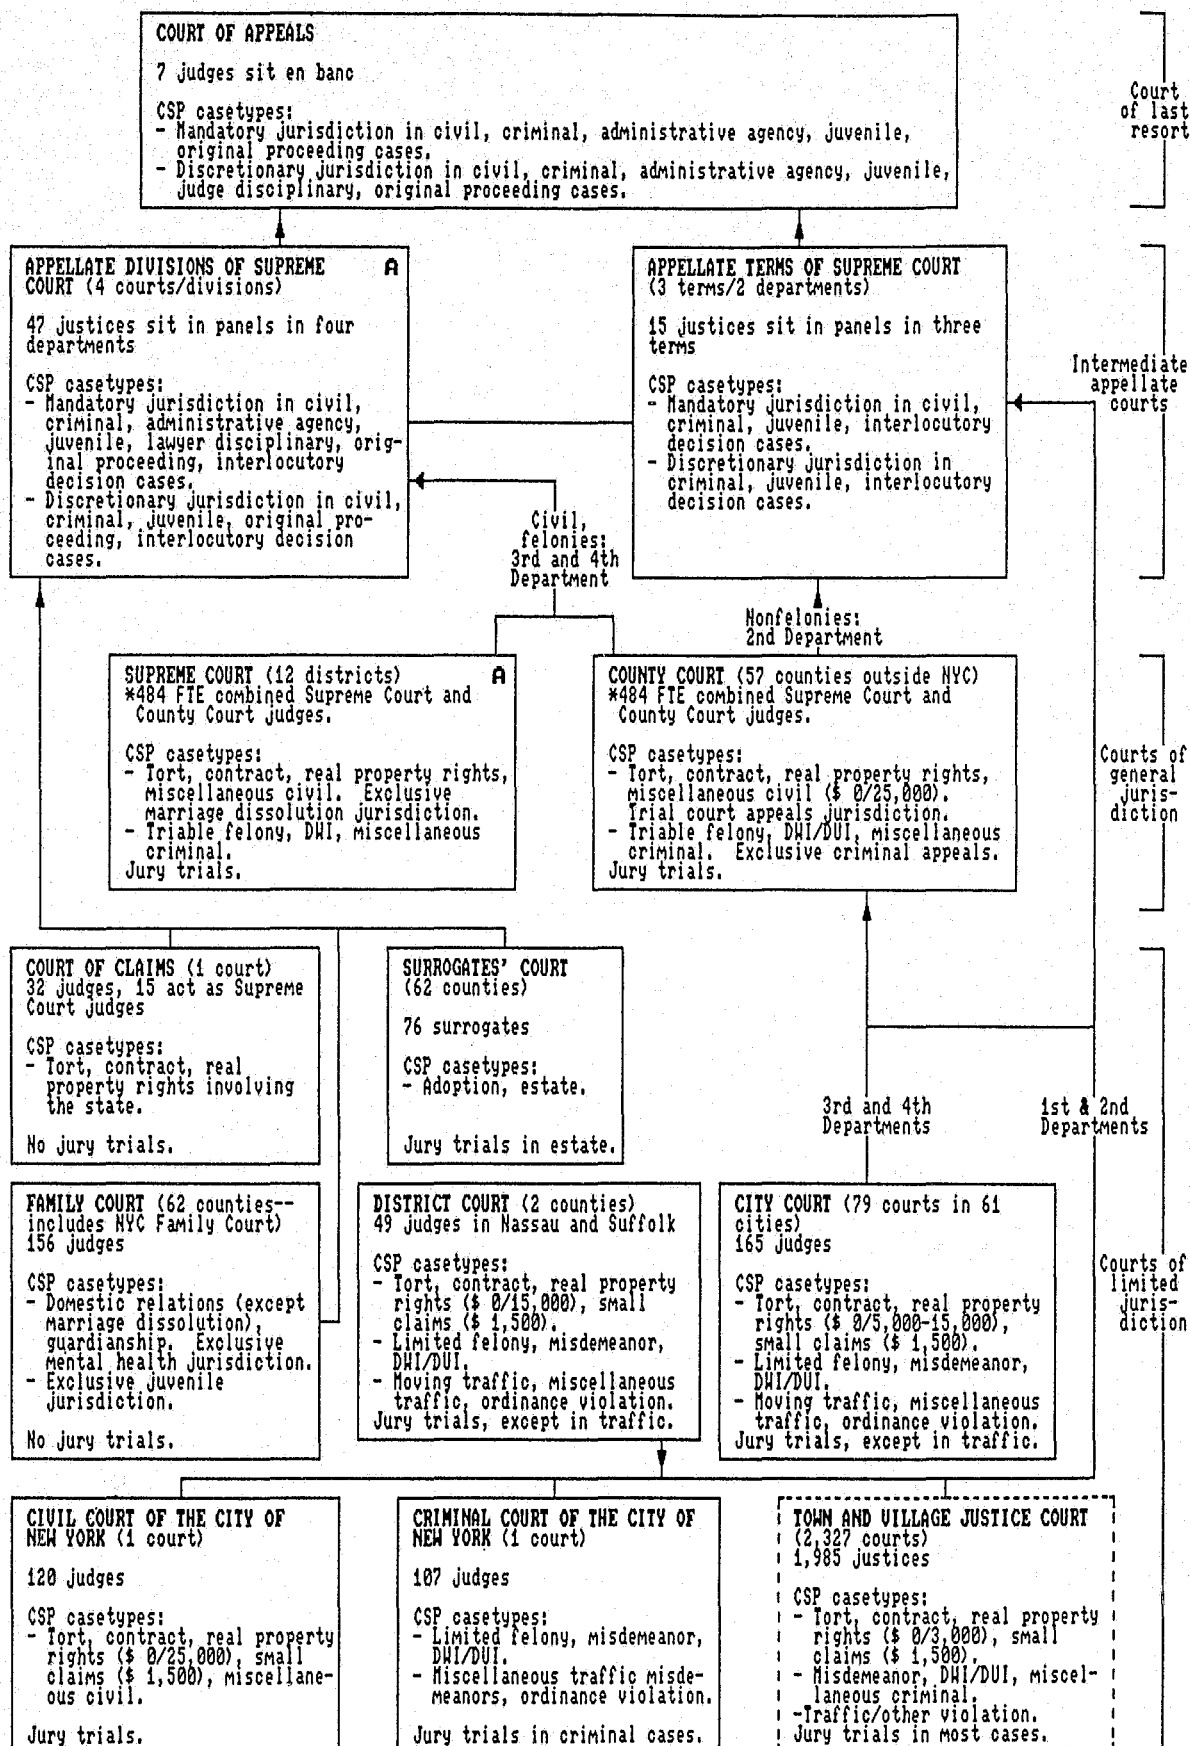 COURT OF APPEALS
7 judges sit en banc
CSP casetypes:
- Mandatory jurisdiction in civil, criminal, administrative agency, juvenile,
original proceeding cases.
- Discretionary jurisdiction in civil, criminal, administrative agency, juvenile,
judge disciplinary, original proceeding cases.
Court
of last
resort
APPELLATE DIVISIONS OF SUPREME A
COURT (4 courts/divisions)
47 justices sit in panels in four
departments
CSP casetypes:
- Mandatory jurisdiction in civil,
criminal, administrative agency,
juvenile, lawyer disciplinary, orig-
inal proceeding, interlocutory
decision cases.
- Discretionary jurisdiction in civil,
criminal, juvenile, original pro-
ceeding, interlocutory decision
cases.
APPELLATE TERMS OF SUPREME COURT
(3 terms/2 departments)
15 justices sit in panels in three
terms
CSP casetypes:
- Mandatory jurisdiction in civil,
criminal, juvenile, interlocutory
decision cases.
- Discretionary jurisdiction in
criminal, juvenile, interlocutory
decision cases.
Intermediate
appellate
courts
Civil,
felonies:
3rd and 4th
Department
Nonfelonies:
2nd Department
SUPREME COURT (12 districts) A
*484 FTE combined Supreme Court and
County Court judges.
CSP casetypes:
- Tort, contract, real property rights,
miscellaneous civil. Exclusive
marriage dissolution jurisdiction.
- Triable felony, DWI, miscellaneous
criminal.
Jury trials.
COUNTY COURT (57 counties outside NYC)
*484 FTE combined Supreme Court and
County Court judges.
CSP casetypes:
- Tort, contract, real property rights,
miscellaneous civil ($ 0/25,000).
Trial court appeals jurisdiction.
- Triable felony, DWI/DUI, miscellaneous
criminal. Exclusive criminal appeals.
Jury trials.
Courts of
general
juris-
diction
COURT OF CLAIMS (1 court)
32 judges, 15 act as Supreme
Court judges
CSP casetypes:
- Tort, contract, real
property rights involving
the state.
No jury trials.
SURROGATES' COURT
(62 counties)
76 surrogates
CSP casetypes:
- Adoption, estate.
Jury trials in estate.
3rd and 4th
Departments
1st & 2nd
Departments
FAMILY COURT (62 counties--
includes NYC Family Court)
156 judges
CSP casetypes:
- Domestic relations (except
marriage dissolution),
guardianship. Exclusive
mental health jurisdiction.
- Exclusive juvenile
jurisdiction.
No jury trials.
DISTRICT COURT (2 counties)
49 judges in Nassau and Suffolk
CSP casetypes:
- Tort, contract, real property
rights ($ 0/15,000), small
claims ($ 1,500).
- Limited felony, misdemeanor,
DWI/DUI.
- Moving traffic, miscellaneous
traffic, ordinance violation.
Jury trials, except in traffic.
CITY COURT (79 courts in 61
cities)
165 judges
CSP casetypes:
- Tort, contract, real property
rights ($ 0/5,000-15,000),
small claims ($ 1,500).
- Limited felony, misdemeanor,
DWI/DUI.
- Moving traffic, miscellaneous
traffic, ordinance violation.
Jury trials, except in traffic.
Courts of
limited
juris-
diction
CIVIL COURT OF THE CITY OF
NEW YORK (1 court)
120 judges
CSP casetypes:
- Tort, contract, real property
rights ($ 0/25,000), small
claims ($ 1,500), miscellane-
ous civil.
Jury trials.
CRIMINAL COURT OF THE CITY OF
NEW YORK (1 court)
107 judges
CSP casetypes:
- Limited felony, misdemeanor,
DWI/DUI.
- Miscellaneous traffic misde-
meanors, ordinance violation.
Jury trials in criminal cases.
TOWN AND VILLAGE JUSTICE COURT
(2,327 courts)
1,985 justices
CSP casetypes:
- Tort, contract, real property
rights ($ 0/3,000), small
claims ($ 1,500).
- Misdemeanor, DWI/DUI, miscel-
laneous criminal.
-Traffic/other violation.
Jury trials in most cases.